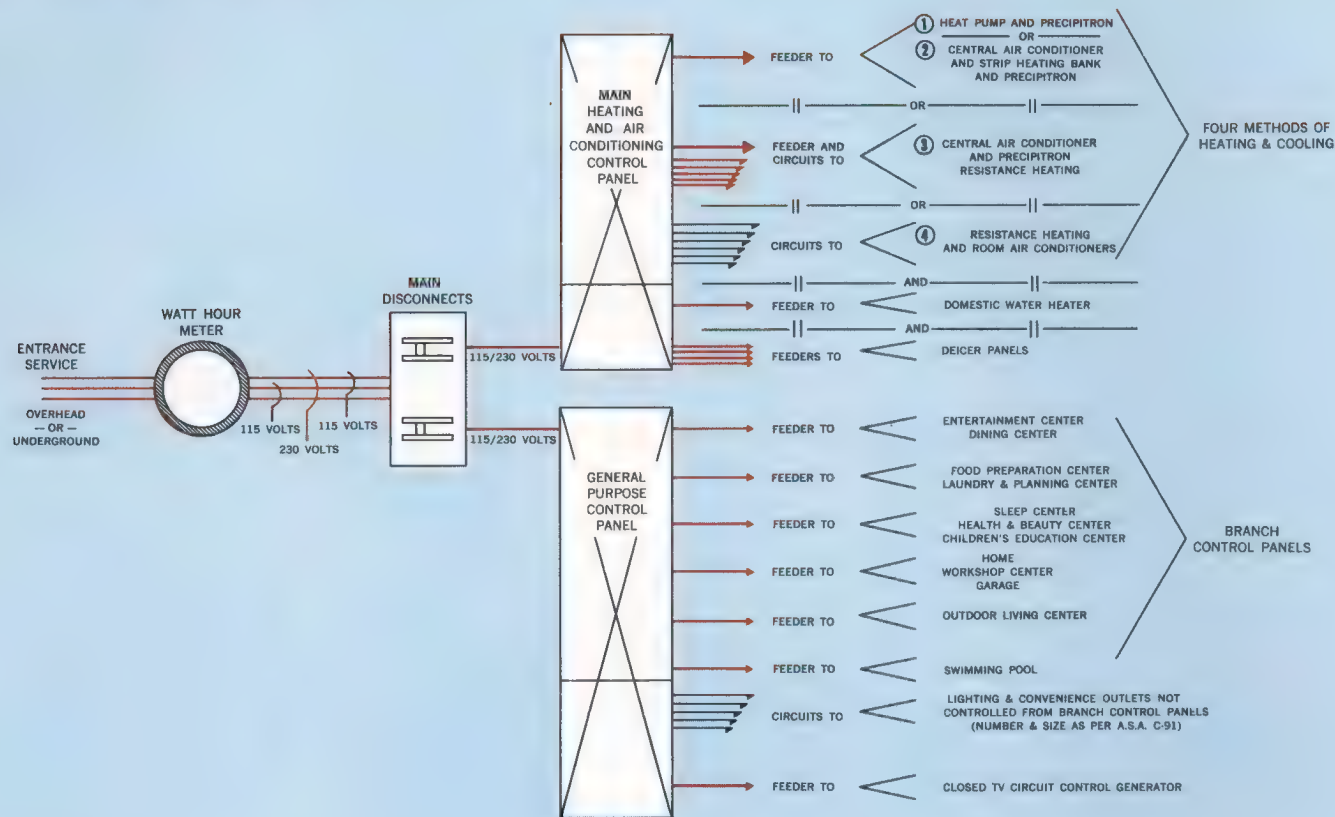 ENTRANCE
SERVICE
OVERHEAD
— OR —
UNDERGROUND
WATT HOUR
METER
115 VOLTS
230 VOLTS
115 VOLTS
MAIN
DISCONNECTS
115/230 VOLTS
115/230 VOLTS
MAIN
HEATING
AND AIR
CONDITIONING
CONTROL
PANEL
FEEDER TO
1 HEAT PUMP AND PRECIPITRON
OR
2 CENTRAL AIR CONDITIONER
AND STRIP HEATING BANK
AND PRECIPITRON
OR
FEEDER AND
CIRCUITS TO
3 CENTRAL AIR CONDITIONER
AND PRECIPITRON
RESISTANCE HEATING
OR
CIRCUITS TO
4 RESISTANCE HEATING
AND ROOM AIR CONDITIONERS
AND
FEEDER TO
DOMESTIC WATER HEATER
AND
FEEDERS TO
DEICER PANELS
FOUR METHODS OF
HEATING & COOLING
GENERAL
PURPOSE
CONTROL
PANEL
FEEDER TO
ENTERTAINMENT CENTER
DINING CENTER
FEEDER TO
FOOD PREPARATION CENTER
LAUNDRY & PLANNING CENTER
FEEDER TO
SLEEP CENTER
HEALTH & BEAUTY CENTER
CHILDREN'S EDUCATION CENTER
FEEDER TO
HOME
WORKSHOP CENTER
GARAGE
FEEDER TO
OUTDOOR LIVING CENTER
FEEDER TO
SWIMMING POOL
BRANCH
CONTROL PANELS
CIRCUITS TO
LIGHTING & CONVENIENCE OUTLETS NOT
CONTROLLED FROM BRANCH CONTROL PANELS
(NUMBER & SIZE AS PER A.S.A. C-91)
FEEDER TO
CLOSED TV CIRCUIT CONTROL GENERATOR